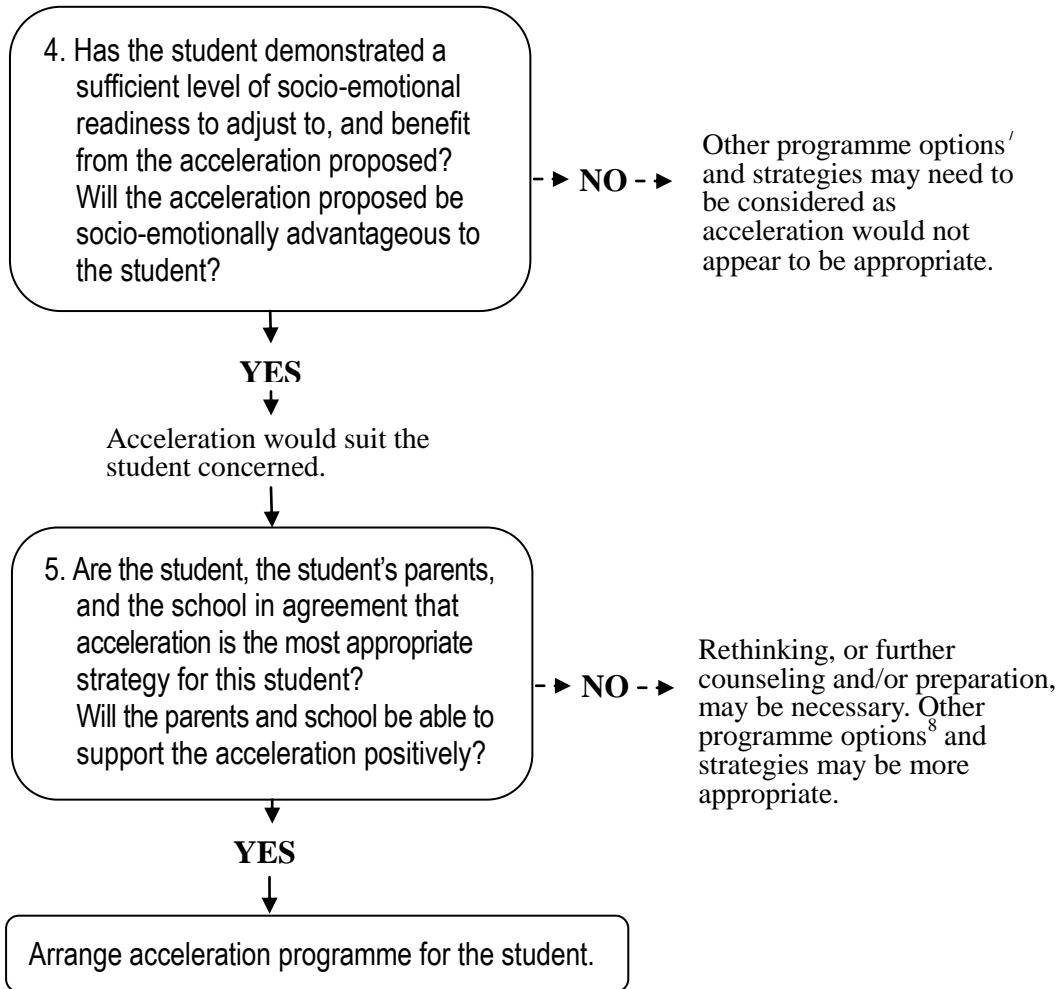 4. Has the student demonstrated a
sufficient level of socio-emotional
readiness to adjust to, and benefit
from the acceleration proposed?
Will the acceleration proposed be
socio-emotionally advantageous to
the student?
NO
Other programme options⁷
and strategies may need to
be considered as
acceleration would not
appear to be appropriate.
YES
Acceleration would suit the
student concerned.
5. Are the student, the student's parents,
and the school in agreement that
acceleration is the most appropriate
strategy for this student?
Will the parents and school be able to
support the acceleration positively?
NO
Rethinking, or further
counseling and/or preparation,
may be necessary. Other
programme options⁸ and
strategies may be more
appropriate.
YES
Arrange acceleration programme for the student.